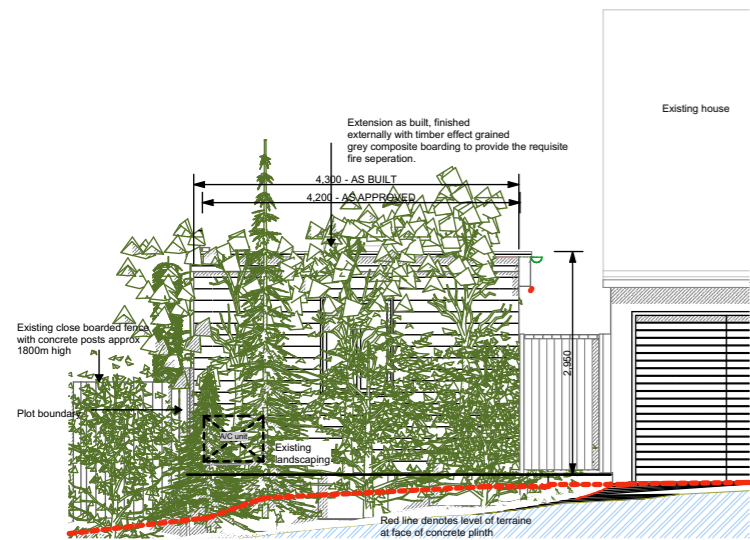 Existing house
Extension as built, finished
externally with timber effect grained
grey composite boarding to provide the requisite
fire seperation.
4,300 - AS BUILT
4,200 - AS APPROVED
Existing close boarded fence
with concrete posts approx
1800m high
2,950
Plot boundary
A/C unit
Existing
landscaping
Red line denotes level of terraine
at face of concrete plinth